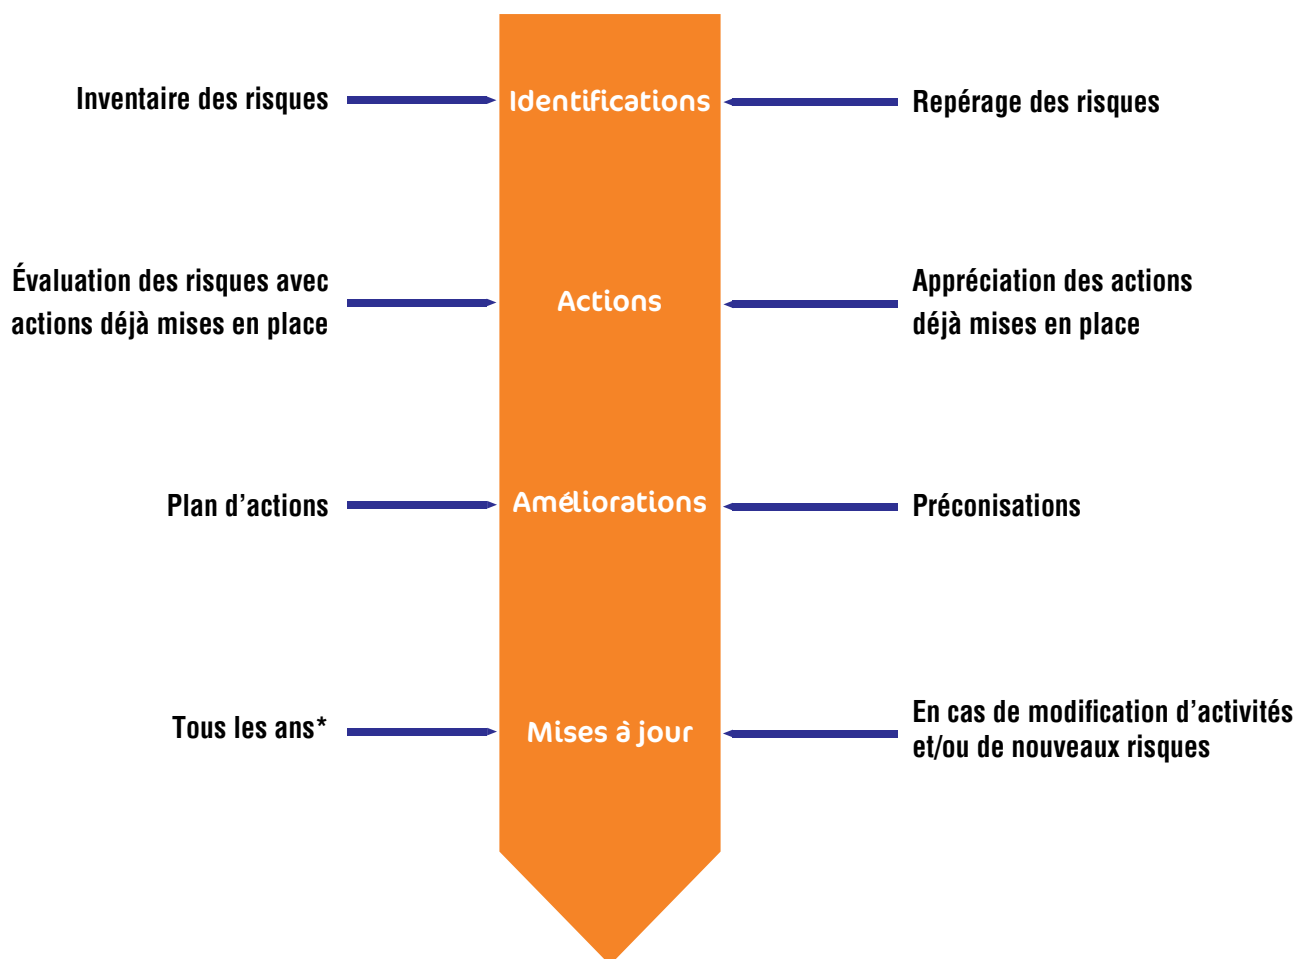 Inventaire des risques
Identifications
Repérage des risques
Évaluation des risques avec
actions déjà mises en place
Actions
Appréciation des actions
déjà mises en place
Plan d’actions
Améliorations
Préconisations
Tous les ans*
Mises à jour
En cas de modification d’activités
et/ou de nouveaux risques